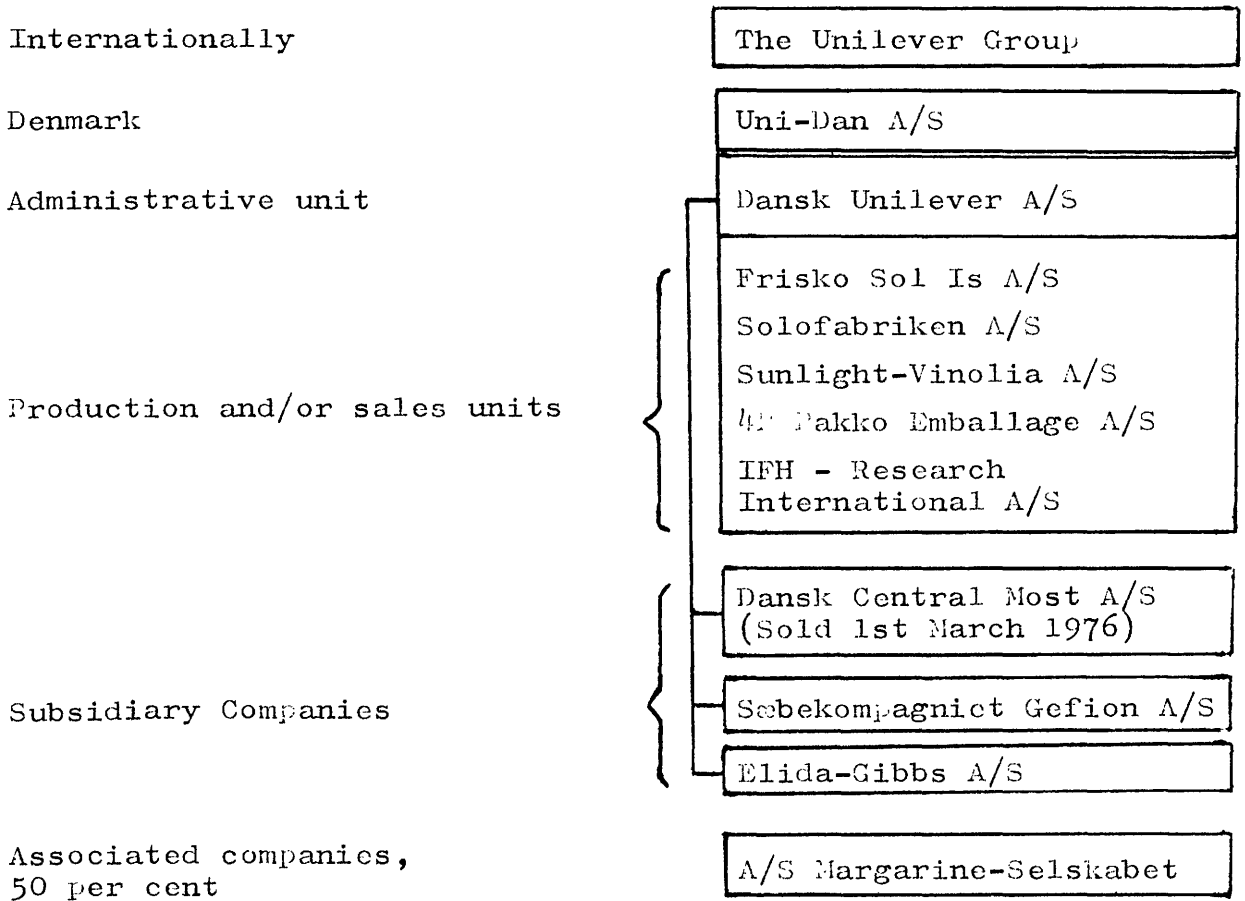 Internationally
The Unilever Group
Denmark
Uni-Dan A/S
Administrative unit
Dansk Unilever A/S
Frisko Sol Is A/S
Solofabriken A/S
Sunlight-Vinolia A/S
Production and/or sales units
Pakko Emballage A/S
IFH - Research
International A/S
Dansk Central Most A/S
(Sold 1st March 1976)
Subsidiary Companies
Sæbekompagniet Gefion A/S
Elida-Gibbs A/S
Associated companies,
50 per cent
A/S Margarine-Selskabet